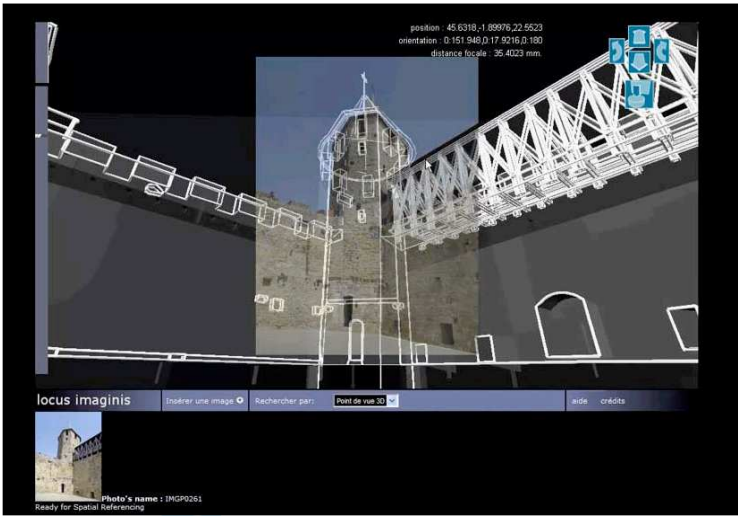 position : 45.6318,-1.89976,22.5523
orientation : 0:151.948,0:17.9216,0:180
distance focale : 35.4023 mm.
locus imaginis
Insérer une image
Rechercher par:
Point de vue 3D
aide
crédits
Photo's name : IMGP0261
Ready for Spatial Referencing